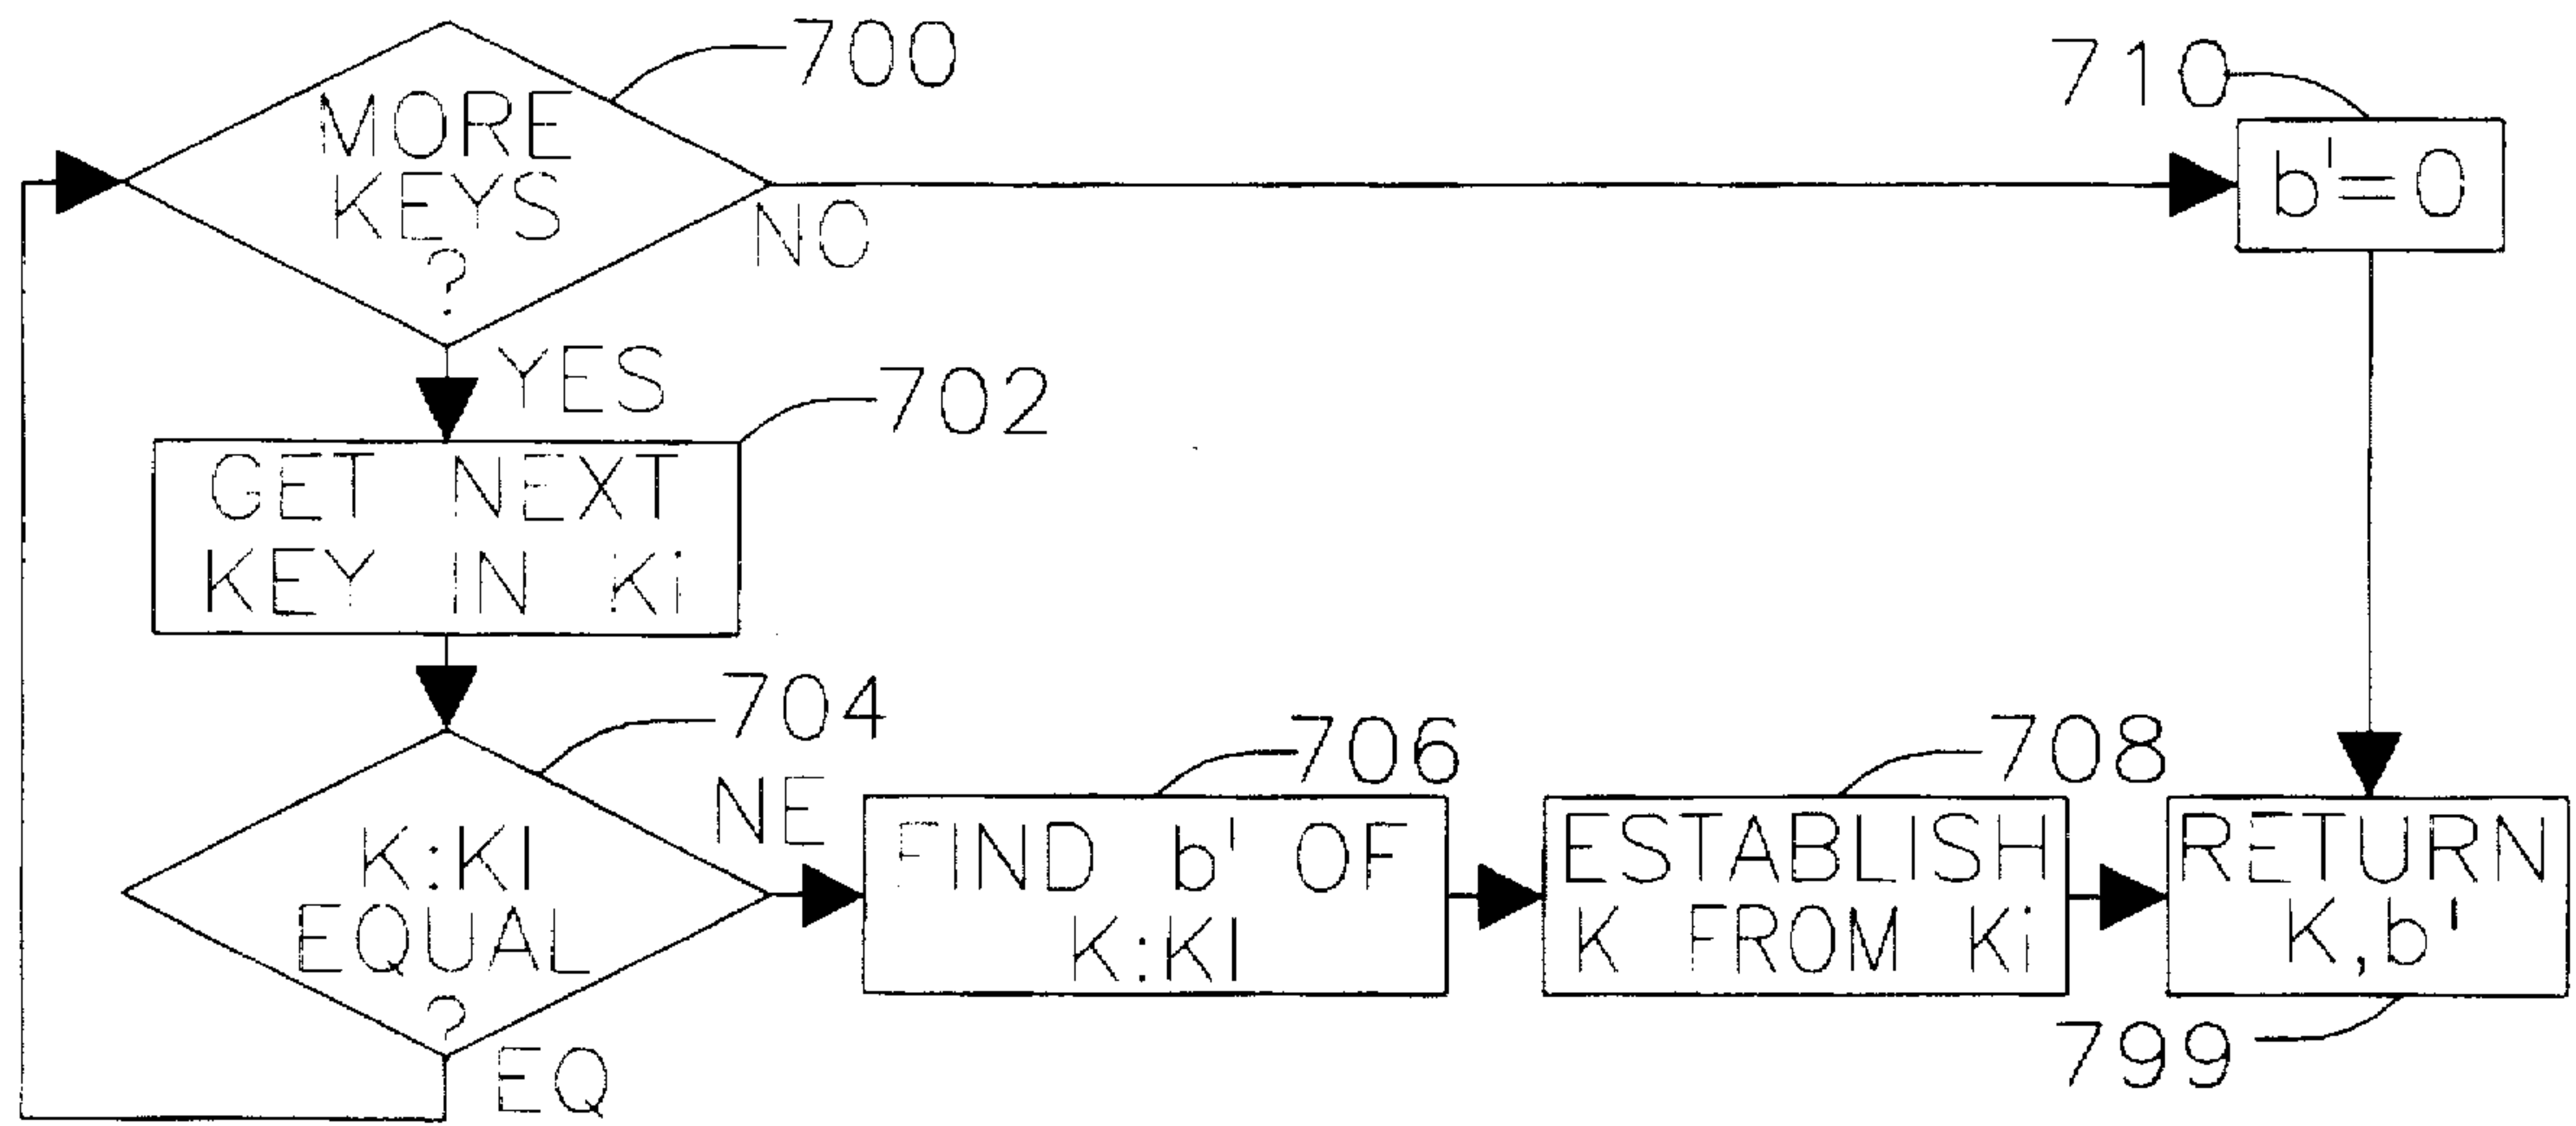 700
MORE
KEYS
?
NO
710
b'=0
YES
702
GET NEXT
KEY IN Ki
704
K:KI
EQUAL
?
NE
EQ
706
FIND b' OF
K:KI
708
ESTABLISH
K FROM Ki
RETURN
K,b'
799